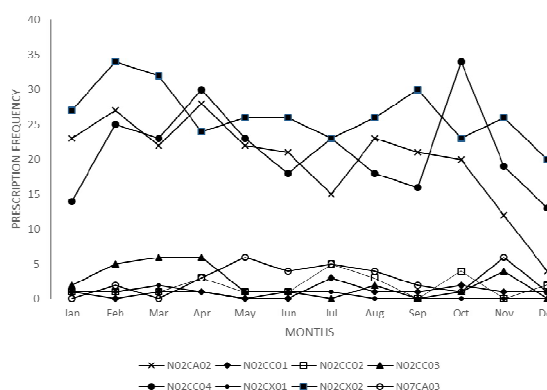 40
35
30
25
20
15
10
5
0
PRESCRIPTION FREQUENCY
Jan Feb Mar Apr May Jun Jul Aug Sep Oct Nov De
MONTHS
N02CA02 N02CC01 N02CC02 N02CC03
N02CC04 N02CX01 N02CX02 N07CA03